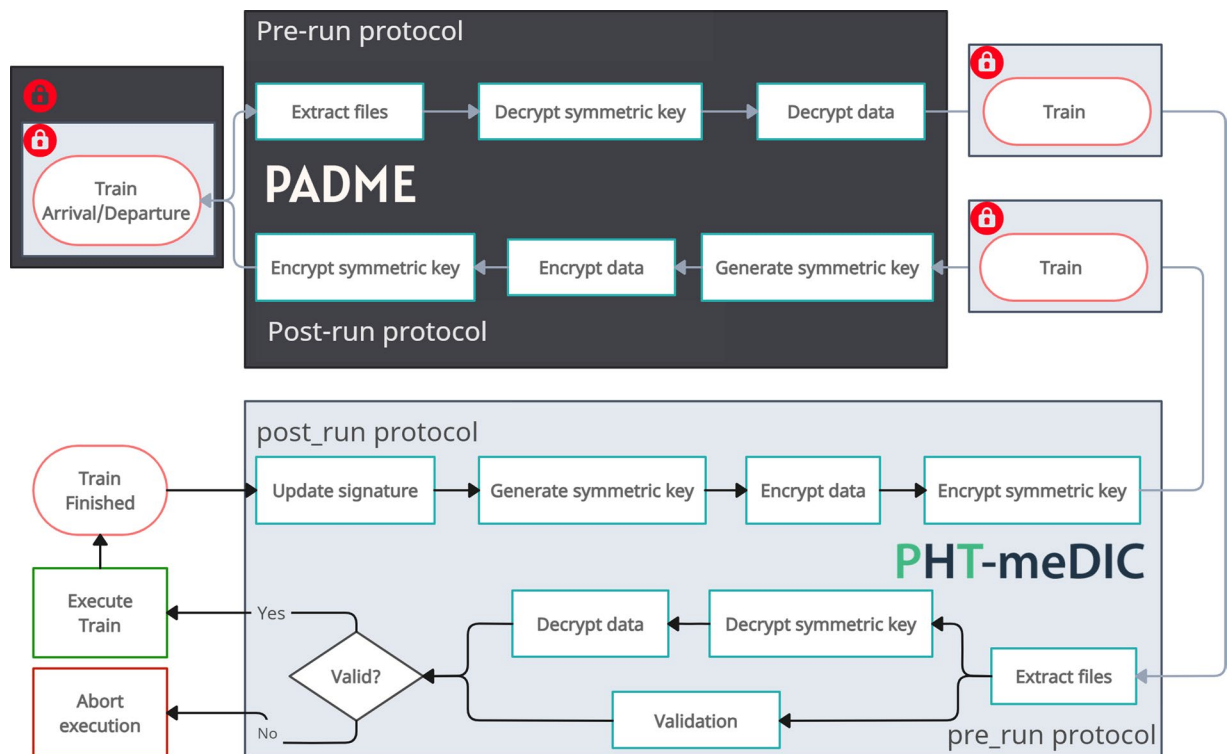 Pre-run protocol
Extract files
Decrypt symmetric key
Decrypt data
Train
Train
Arrival/Departure
PADME
Encrypt symmetric key
Encrypt data
Generate symmetric key
Train
Post-run protocol
post_run protocol
Train
Finished
Update signature
Generate symmetric key
Encrypt data
Encrypt symmetric key
PHT-meDIC
Execute
Train
Yes
Decrypt data
Decrypt symmetric key
Valid?
Extract files
Abort
execution
No
Validation
pre_run protocol